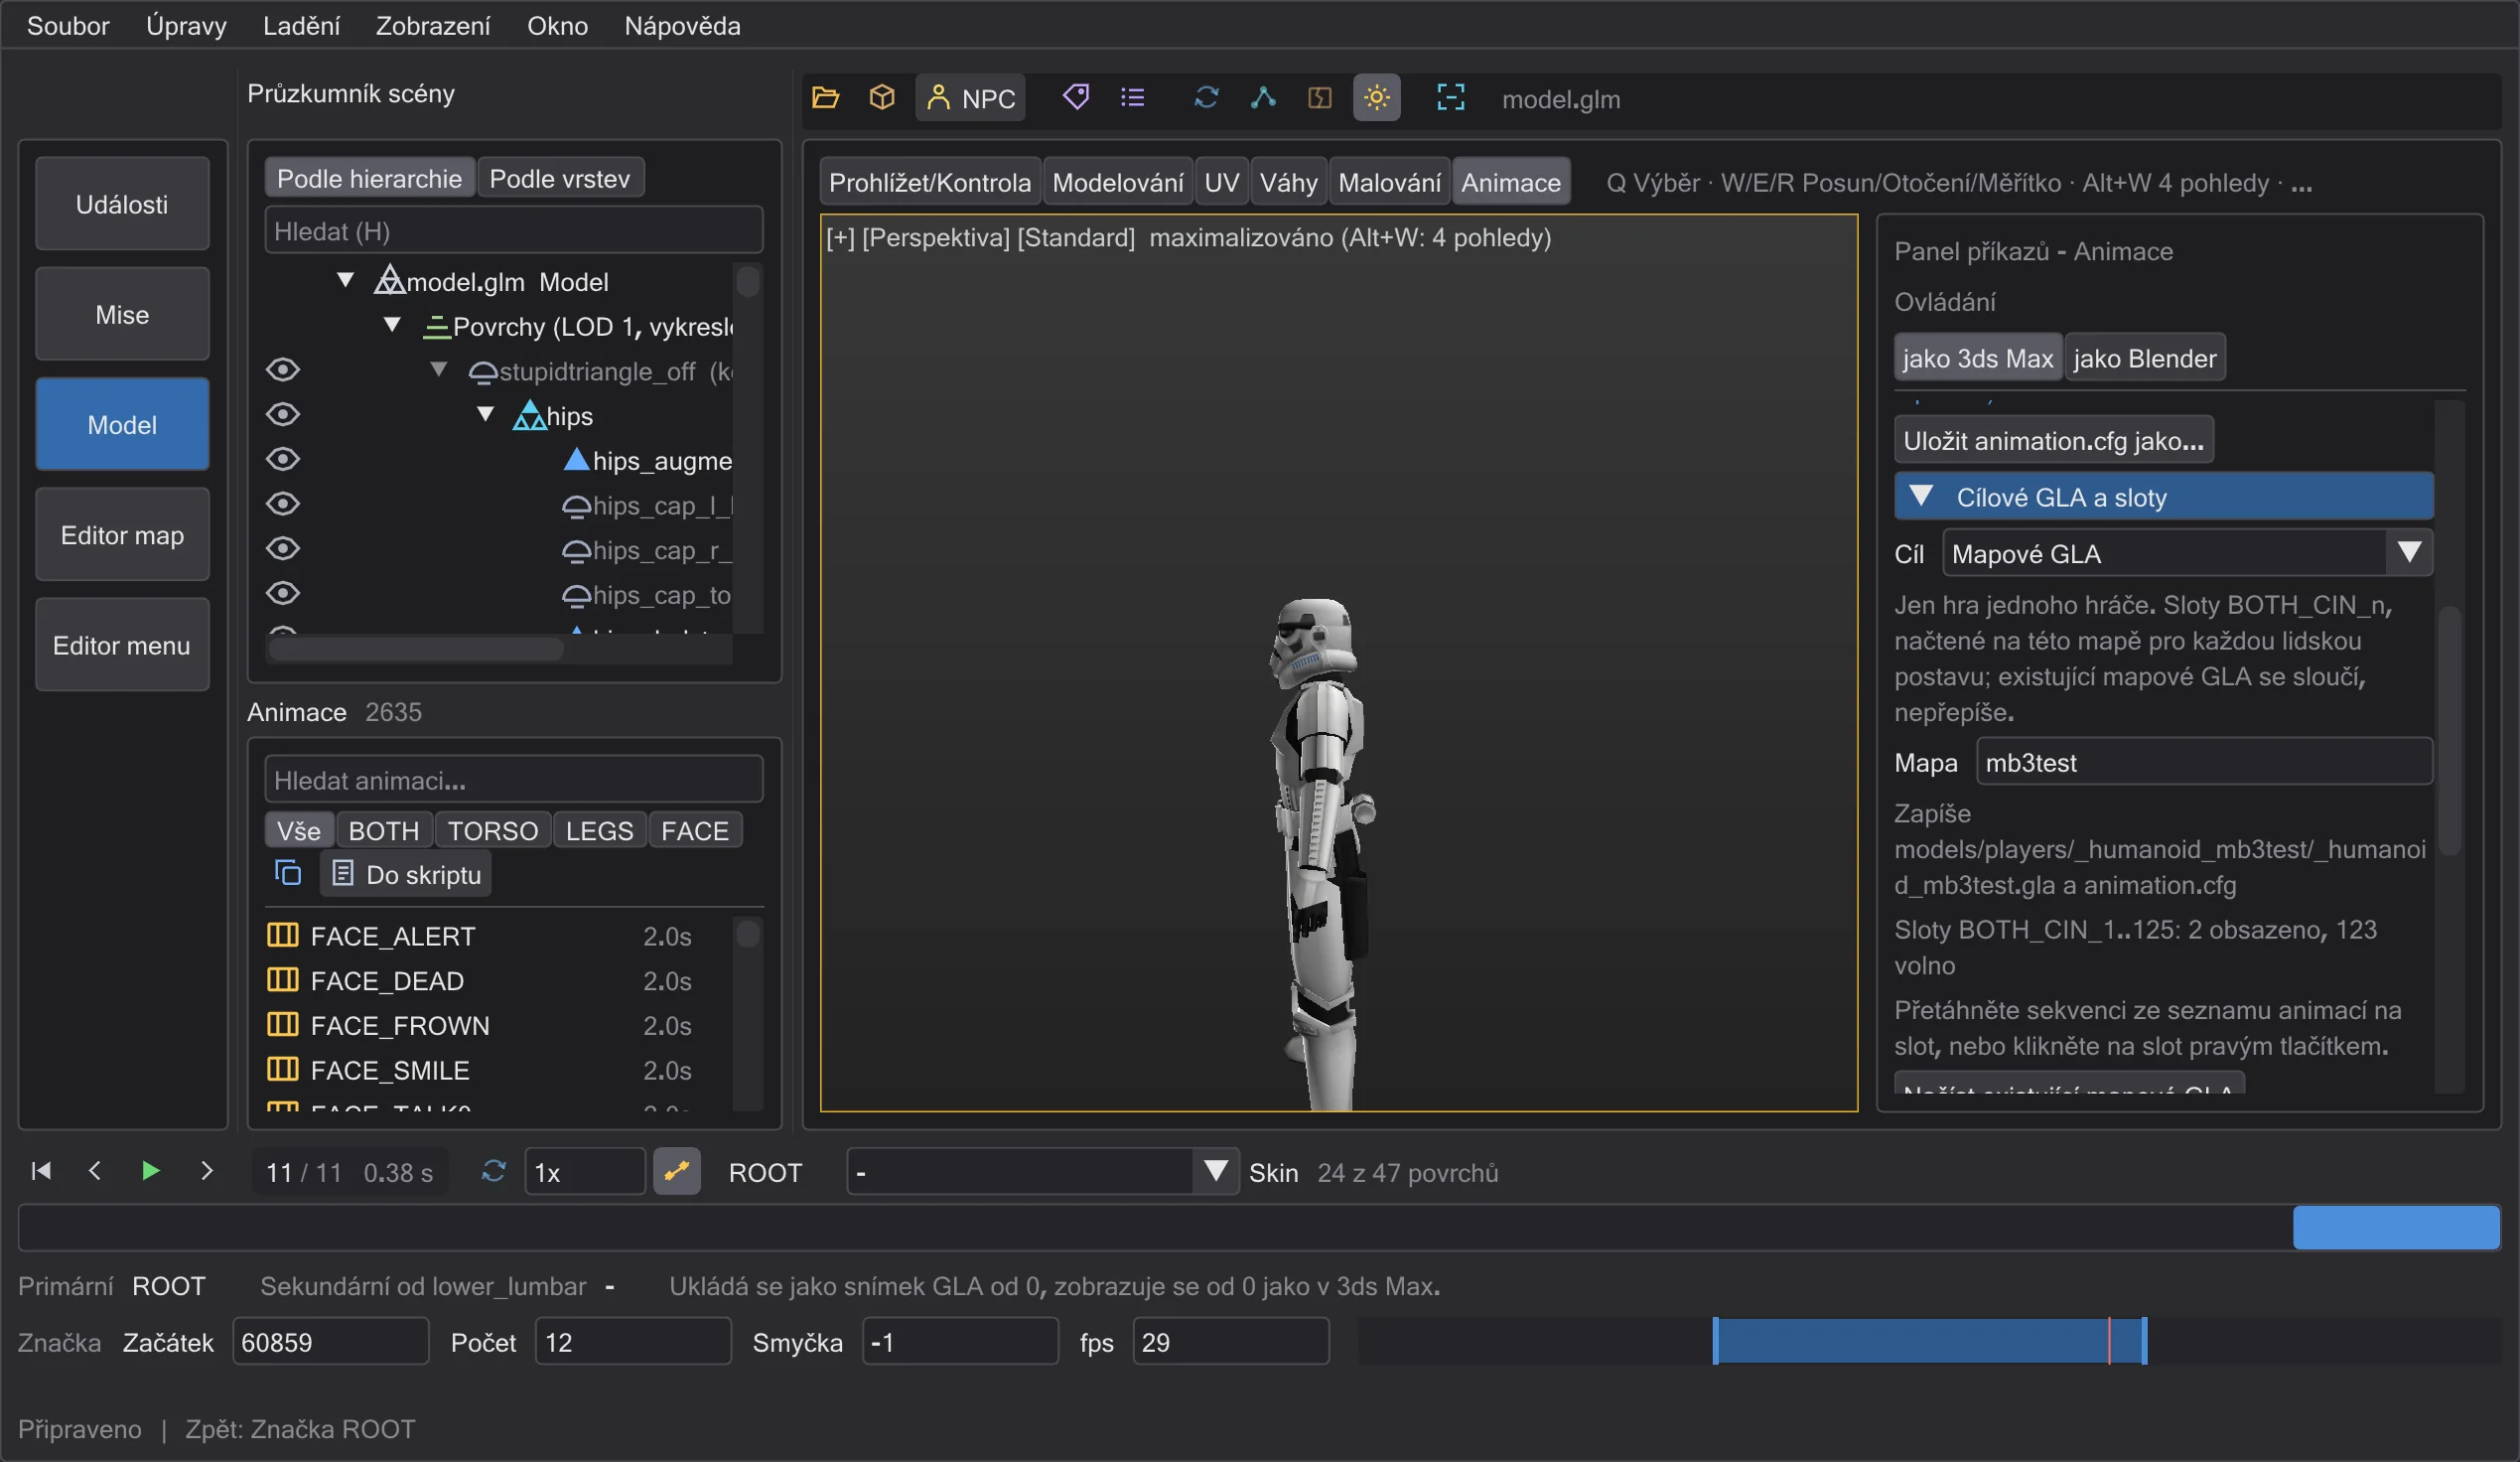 Soubor Úpravy Ladění Zobrazení Okno Nápověda
Průzkumník scény
NPC model.glm
Události
Mise
Model
Editor map
Editor menu
Podle hierarchie Podle vrstev
Hledat (H)
model.glm Model
Povrchy (LOD 1, vykresle
stupidtriangle_off (k
hips
hips_augme
hips_cap_l_
hips_cap_r_
hips_cap_to
Animace 2635
Hledat animaci...
Vše BOTH TORSO LEGS FACE
Do skriptu
FACE_ALERT 2.0s
FACE_DEAD 2.0s
FACE_FROWN 2.0s
FACE_SMILE 2.0s
Prohlížet/Kontrola Modelování UV Váhy Malování Animace Q Výběr · W/E/R Posun/Otočení/Měřítko · Alt+W 4 pohledy · ...
[+] [Perspektiva] [Standard] maximalizováno (Alt+W: 4 pohledy)
Panel příkazů - Animace
Ovládání
jako 3ds Max jako Blender
Uložit animation.cfg jako...
Cílové GLA a sloty
Cíl Mapové GLA
Jen hra jednoho hráče. Sloty BOTH_CIN_n,
načtené na této mapě pro každou lidskou
postavu; existující mapové GLA se sloučí,
nepřepíše.
Mapa mb3test
Zapíše
models/players/_humanoid_mb3test/_humanoi
d_mb3test.gla a animation.cfg
Sloty BOTH_CIN_1..125: 2 obsazeno, 123
volno
Přetáhněte sekvenci ze seznamu animací na
slot, nebo klikněte na slot pravým tlačítkem.
Načíst existující mapové GLA
11 / 11 0.38 s 1x ROOT - Skin 24 z 47 povrchů
Primární ROOT Sekundární od lower_lumbar - Ukládá se jako snímek GLA od 0, zobrazuje se od 0 jako v 3ds Max.
Značka Začátek 60859 Počet 12 Smyčka -1 fps 29
Připraveno | Zpět: Značka ROOT